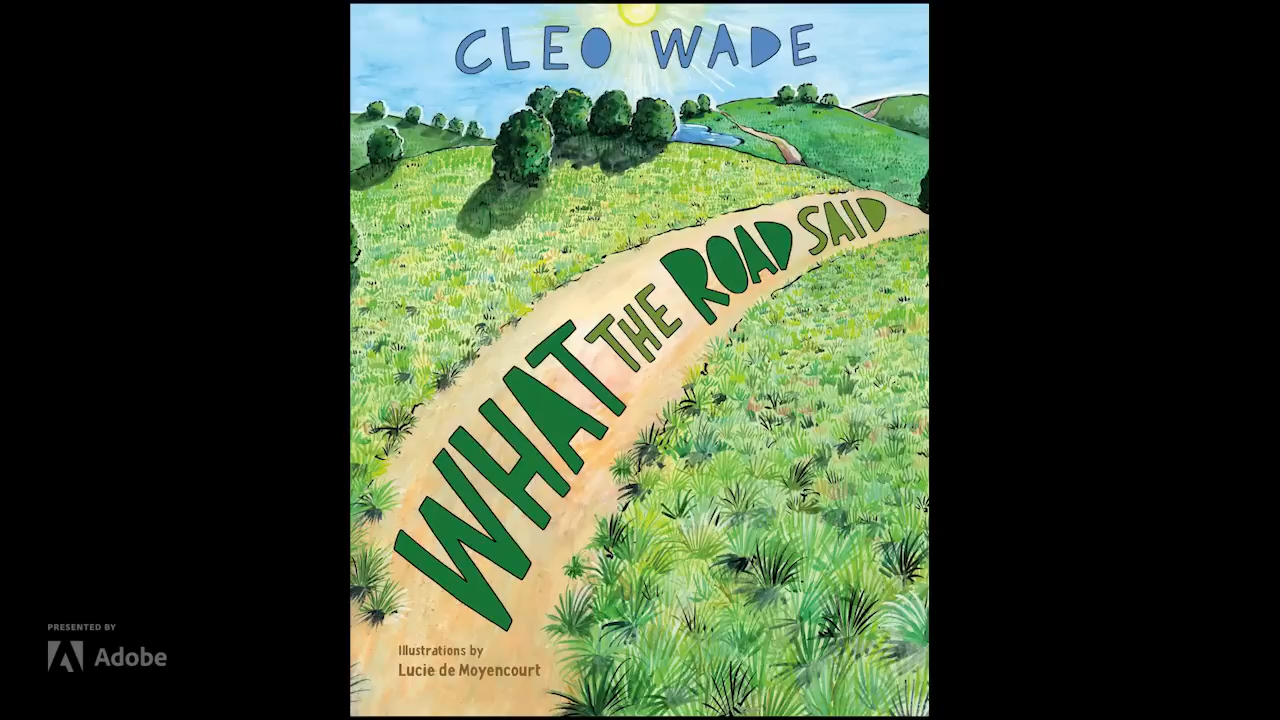 CLEO WADE
WHAT THE ROAD SAID
Illustrations by
Lucie de Moyencourt
PRESENTED BY
Adobe